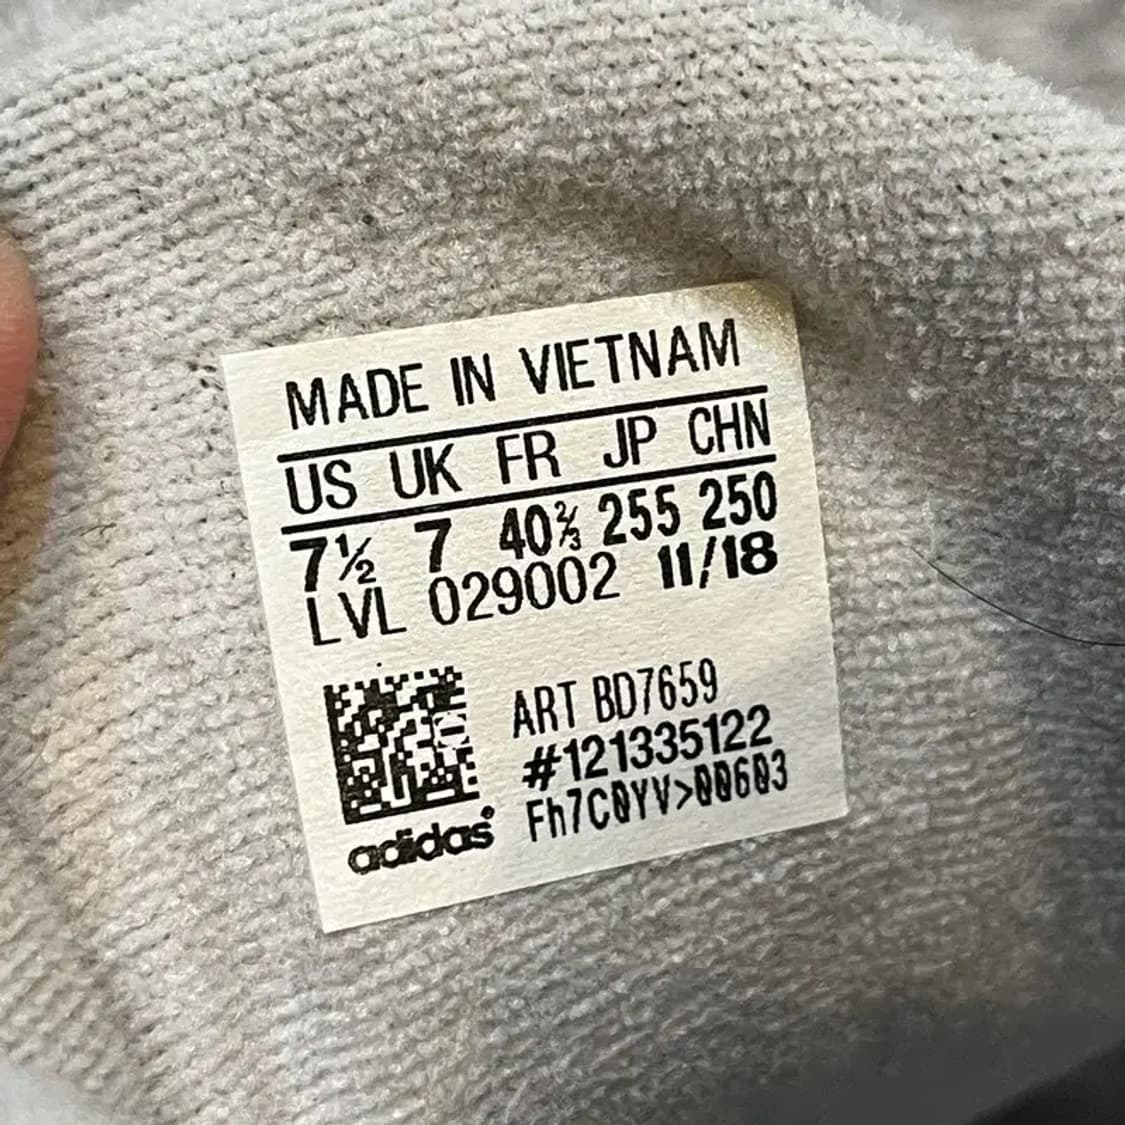 MADE IN VIETNAM
US UK FR JP CHN
7½ 7 40⅔ 255 250
LVL 029002 11/18
ART BD7659
#121335122
Fh7C0YV>00603
adidas